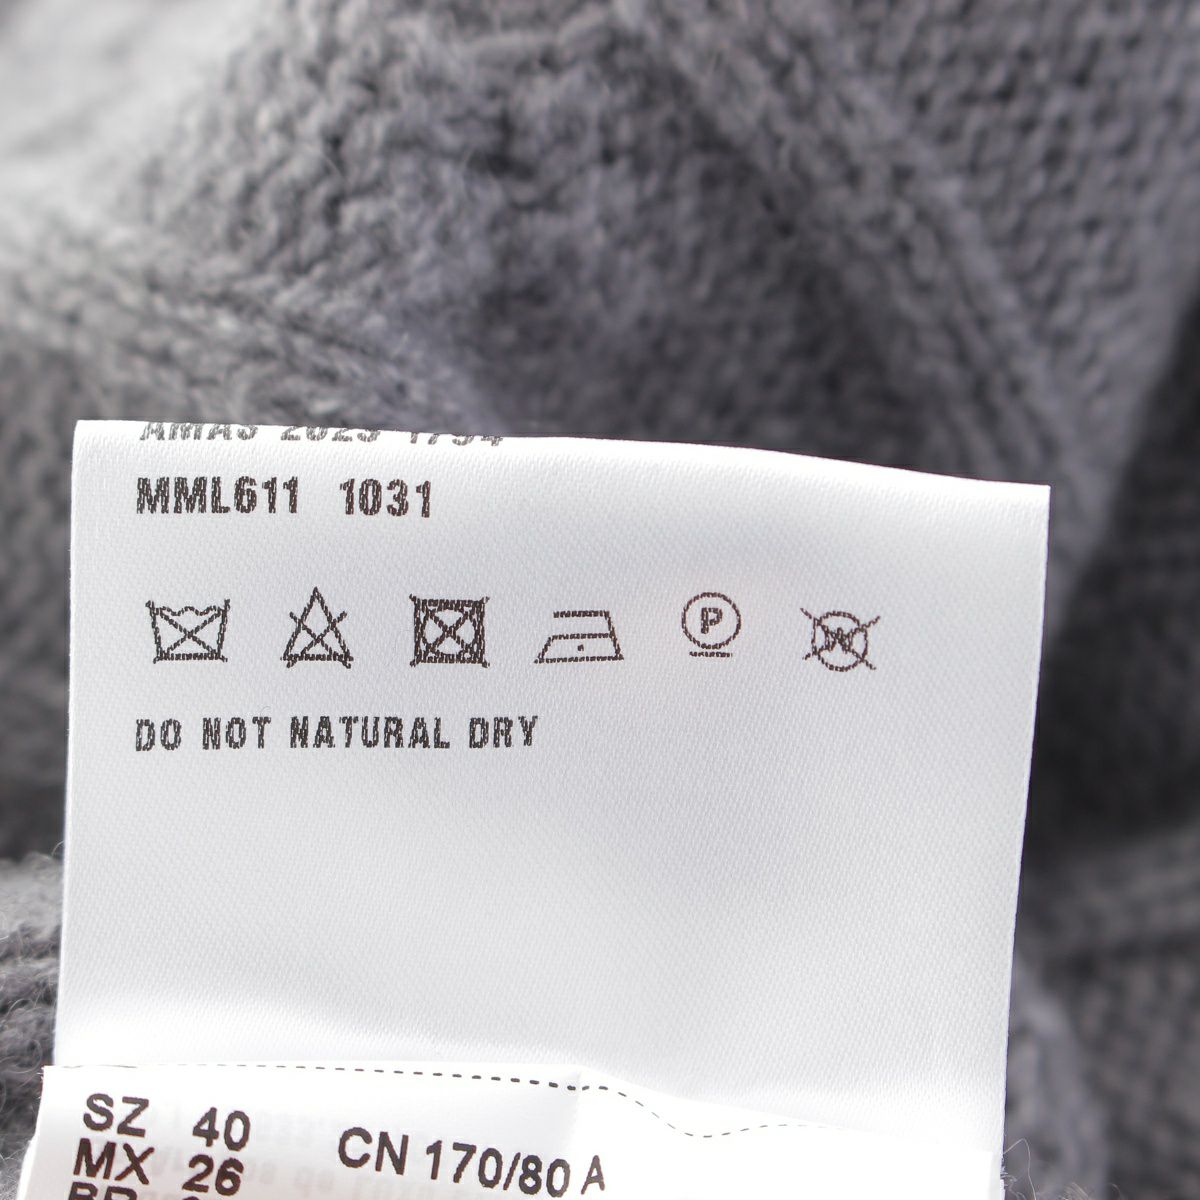 MML611 1031
P
W
DO NOT NATURAL DRY
SZ 40
CN 170/80 A
MX 26